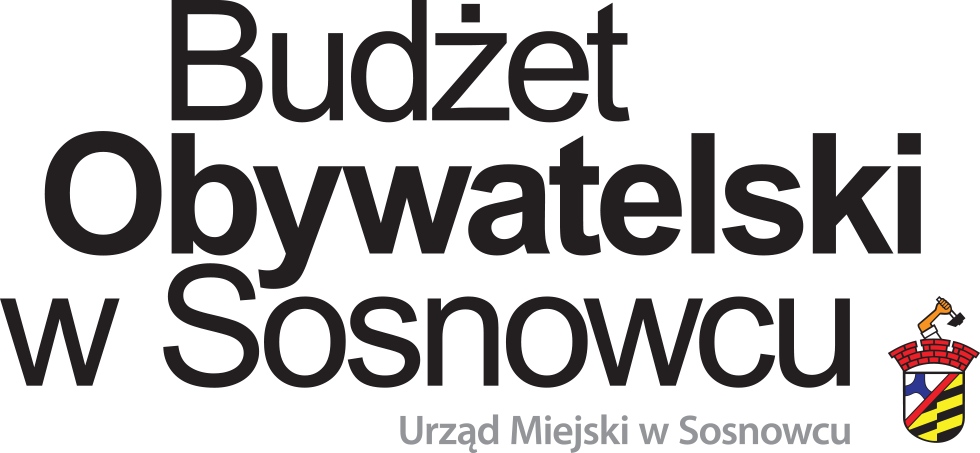 Budżet
Obywatelski
w Sosnowcu
Urząd Miejski w Sosnowcu